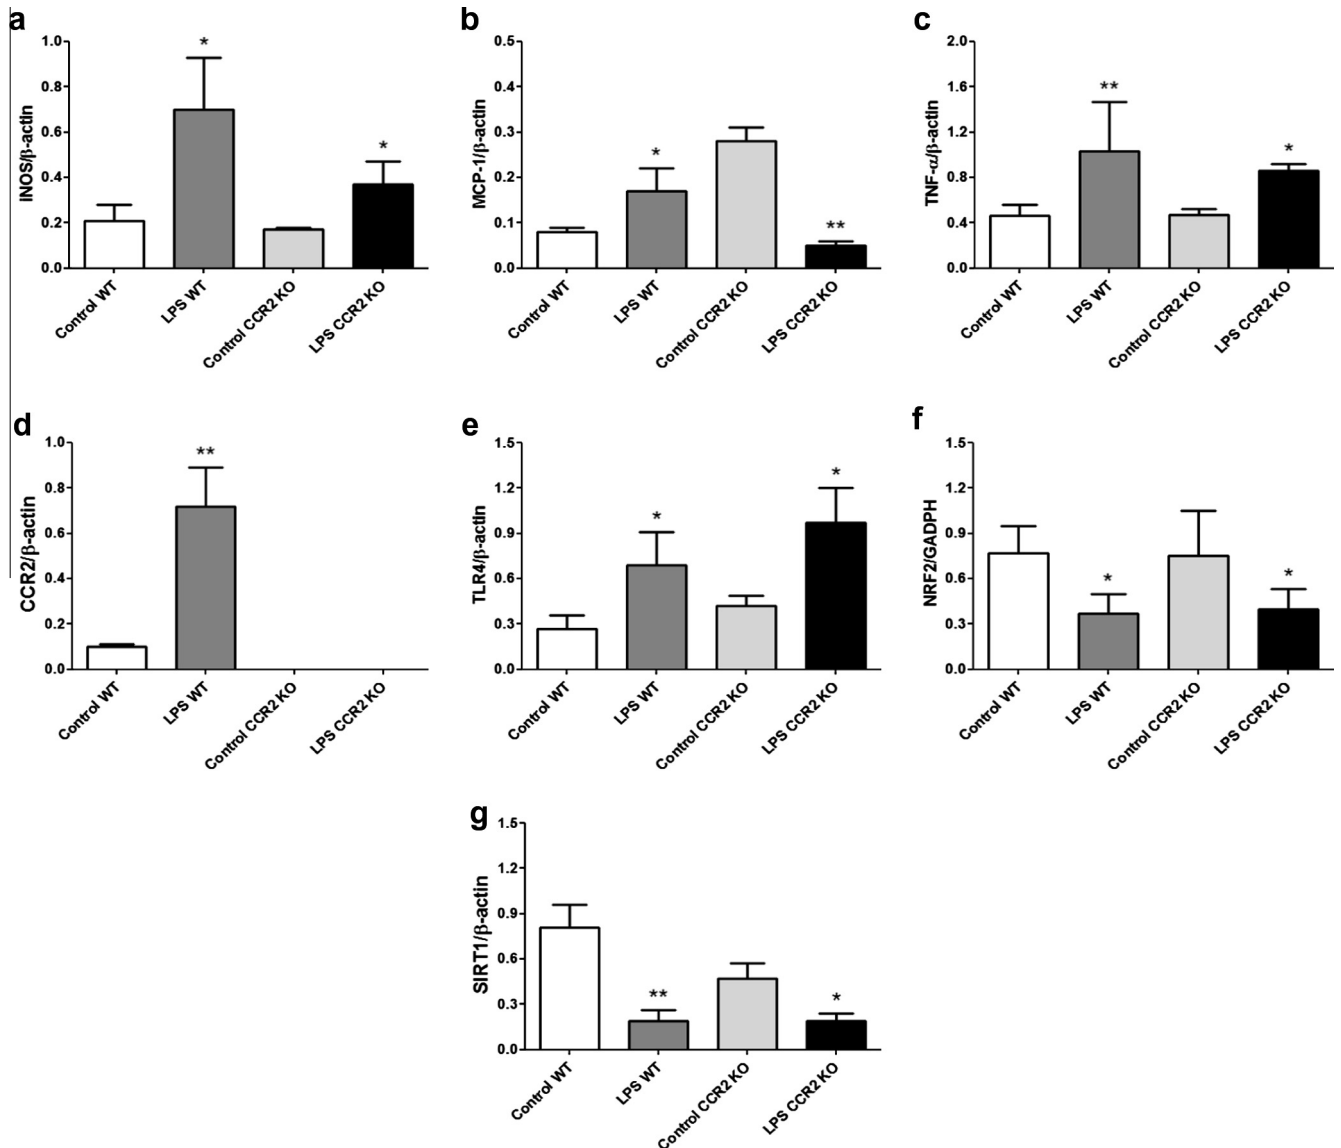 a
iNOS/β-actin
1.0
0.8
0.6
0.4
0.2
0.0
*
*
Control WT
LPS WT
Control CCR2 KO
LPS CCR2 KO
b
MCP-1/β-actin
0.5
0.4
0.3
0.2
0.1
0.0
*
**
Control WT
LPS WT
Control CCR2 KO
LPS CCR2 KO
c
TNF-α/β-actin
2.0
1.6
1.2
0.8
0.4
0.0
**
*
Control WT
LPS WT
Control CCR2 KO
LPS CCR2 KO
d
CCR2/β-actin
1.0
0.8
0.6
0.4
0.2
0.0
**
Control WT
LPS WT
Control CCR2 KO
LPS CCR2 KO
e
TLR4/β-actin
1.5
1.2
0.9
0.6
0.3
0.0
*
*
Control WT
LPS WT
Control CCR2 KO
LPS CCR2 KO
f
NRF2/GADPH
1.5
1.2
0.9
0.6
0.3
0.0
*
*
Control WT
LPS WT
Control CCR2 KO
LPS CCR2 KO
g
SIRT1/β-actin
1.5
1.2
0.9
0.6
0.3
0.0
**
*
Control WT
LPS WT
Control CCR2 KO
LPS CCR2 KO